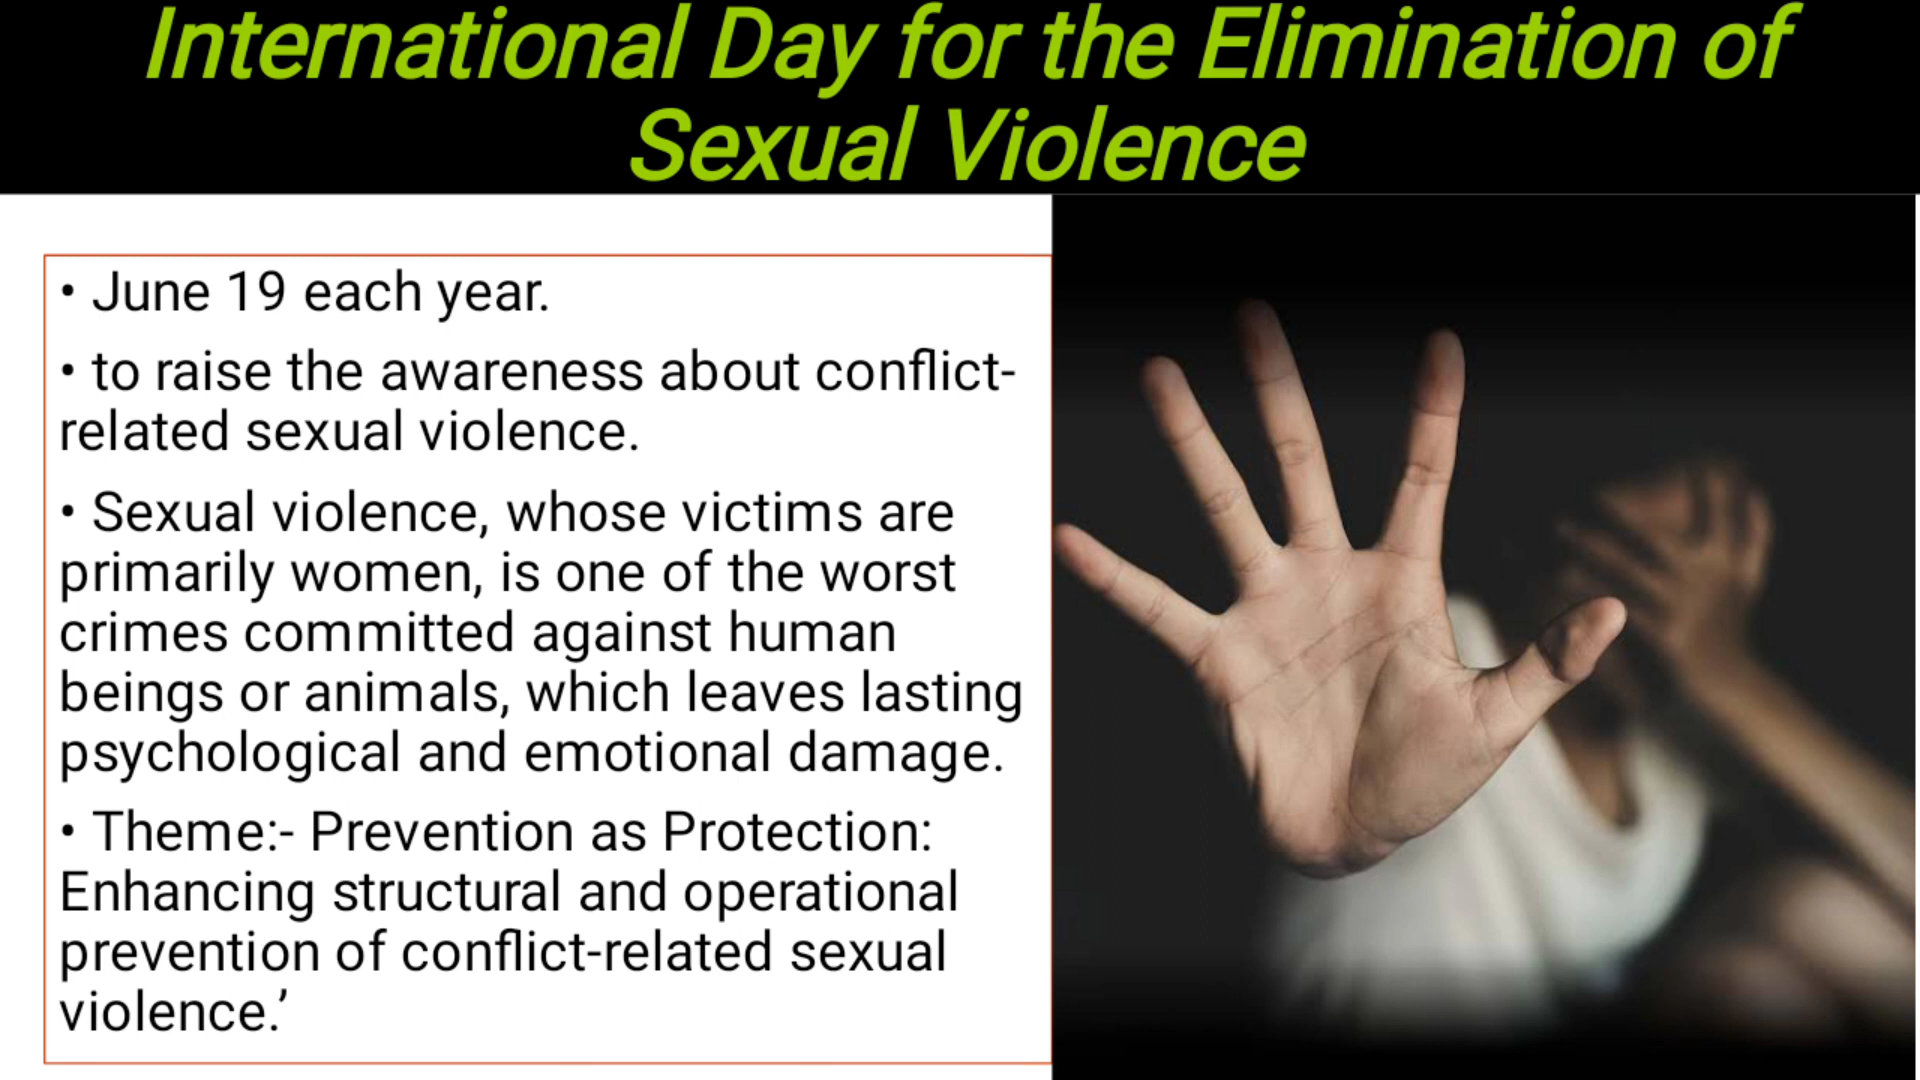 International Day for the Elimination of
Sexual Violence
• June 19 each year.
• to raise the awareness about conflict-
related sexual violence.
• Sexual violence, whose victims are
primarily women, is one of the worst
crimes committed against human
beings or animals, which leaves lasting
psychological and emotional damage.
• Theme:- Prevention as Protection:
Enhancing structural and operational
prevention of conflict-related sexual
violence.’